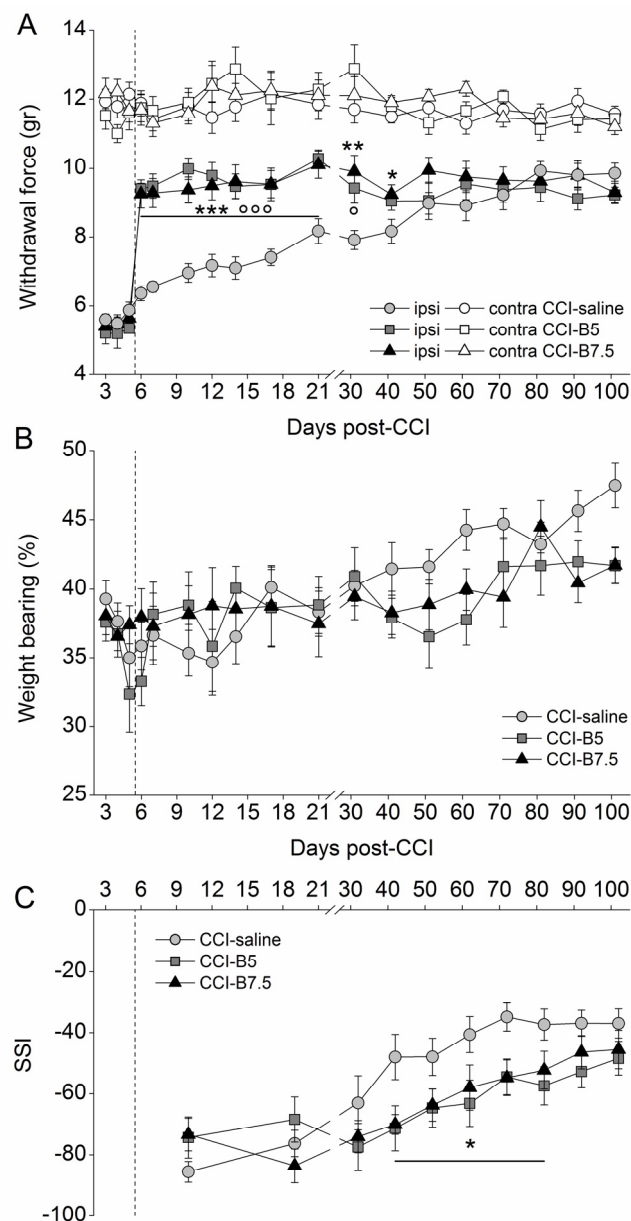 A
14
12
10
8
6
4
Withdrawal force (gr)
**
*
*** °°°
°
ipsi contra CCI-saline
ipsi contra CCI-B5
ipsi contra CCI-B7.5
3 6 9 12 15 18 21 30 40 50 60 70 80 90 100
Days post-CCI
B
50
45
40
35
30
25
Weight bearing (%)
CCI-saline
CCI-B5
CCI-B7.5
3 6 9 12 15 18 21 30 40 50 60 70 80 90 100
Days post-CCI
C
3 6 9 12 15 18 21 30 40 50 60 70 80 90 100
0
-20
-40
-60
-80
-100
SSI
CCI-saline
CCI-B5
CCI-B7.5
*